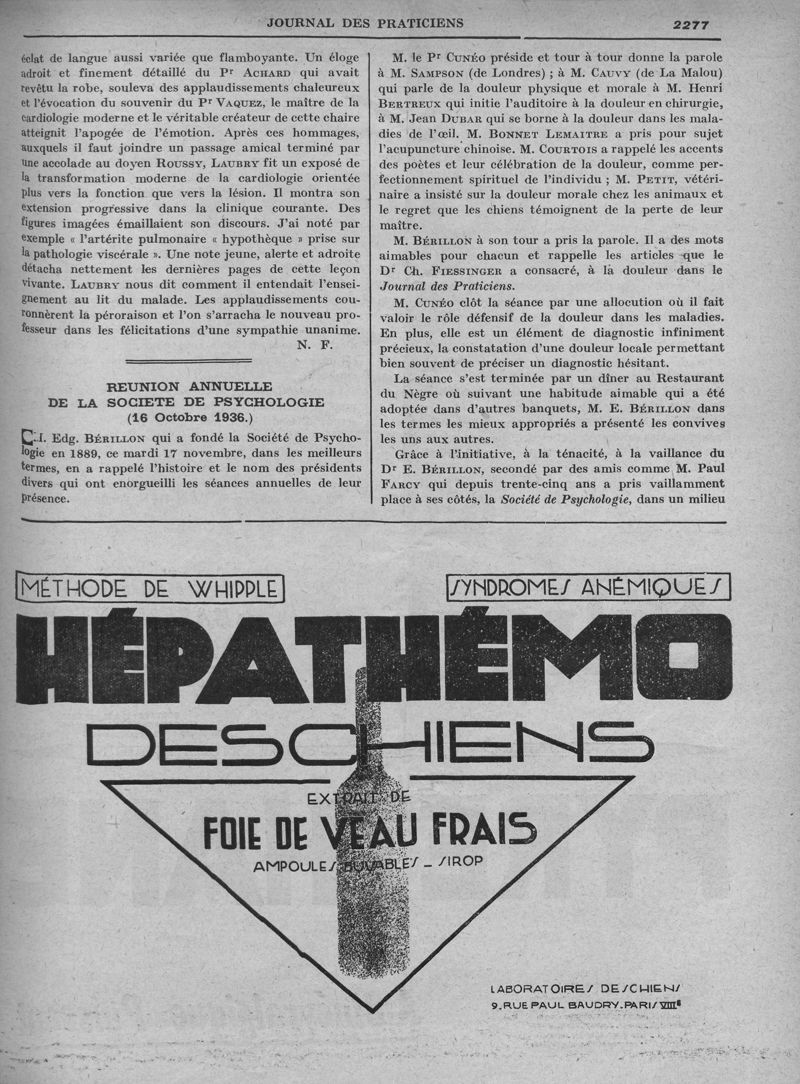 JOURNAL DES PRATICIENS
2277
éclat de langue aussi variée que flamboyante. Un éloge
adroit et finement détaillé du Pr ACHARD qui avait
revêtu la robe, souleva des applaudissements chaleureux
et l'évocation du souvenir du Pr VAQUEZ, le maître de la
cardiologie moderne et le véritable créateur de cette chaire
atteignit l'apogée de l'émotion. Après ces hommages,
auxquels il faut joindre un passage amical terminé par
une accolade au doyen ROUSSY, LAUBRY fit un exposé de
la transformation moderne de la cardiologie orientée
plus vers la fonction que vers la lésion. Il montra son
extension progressive dans la clinique courante. Des
figures imagées émaillaient son discours. J'ai noté par
exemple « l'artérite pulmonaire « hypothèque » prise sur
la pathologie viscérale ». Une note jeune, alerte et adroite
détacha nettement les dernières pages de cette leçon
vivante. LAUBRY nous dit comment il entendait l'ensei-
gnement au lit du malade. Les applaudissements cou-
ronnèrent la péroraison et l'on s'arracha le nouveau pro-
fesseur dans les félicitations d'une sympathie unanime.
N. F.
REUNION ANNUELLE
DE LA SOCIETE DE PSYCHOLOGIE
(16 Octobre 1936.)
Edg. BÉRILLON qui a fondé la Société de Psycho-
logie en 1889, ce mardi 17 novembre, dans les meilleurs
termes, en a rappelé l'histoire et le nom des présidents
divers qui ont enorgueilli les séances annuelles de leur
présence.
M. le Pr CUNÉO préside et tour à tour donne la parole
à M. SAMPSON (de Londres) ; à M. CAUVY (de La Malou)
qui parle de la douleur physique et morale à M. Henri
BERTREUX qui initie l'auditoire à la douleur en chirurgie,
à M. Jean DUBAR qui se borne à la douleur dans les mala-
dies de l'œil. M. BONNET LEMAITRE a pris pour sujet
l'acupuncture chinoise. M. COURTOIS a rappelé les accents
des poètes et leur célébration de la douleur, comme per-
fectionnement spirituel de l'individu ; M. PETIT, vétéri-
naire a insisté sur la douleur morale chez les animaux et
le regret que les chiens témoignent de la perte de leur
maître.
M. BÉRILLON à son tour a pris la parole. Il a des mots
aimables pour chacun et rappelle les articles que le
Dr Ch. FIESSINGER a consacré, à la douleur dans le
Journal des Praticiens.
M. CUNÉO clôt la séance par une allocution où il fait
valoir le rôle défensif de la douleur dans les maladies.
En plus, elle est un élément de diagnostic infiniment
précieux, la constatation d'une douleur locale permettant
bien souvent de préciser un diagnostic hésitant.
La séance s'est terminée par un dîner au Restaurant
du Nègre où suivant une habitude aimable qui a été
adoptée dans d'autres banquets, M. E. BÉRILLON dans
les termes les mieux appropriés a présenté les convives
les uns aux autres.
Grâce à l'initiative, à la ténacité, à la vaillance du
Dr E. BÉRILLON, secondé par des amis comme M. Paul
FARCY qui depuis trente-cinq ans a pris vaillamment
place à ses côtés, la Société de Psychologie, dans un milieu
MÉTHODE DE WHIPPLE
SYNDROMES ANÉMIQUES
HÉPATHÉMO
DESCHIENS
EXTRAIT DE
FOIE DE VEAU FRAIS
AMPOULES BUVABLES _ SIROP
LABORATOIRES DESCHIENS
9. RUE PAUL BAUDRY. PARIS VIIIe